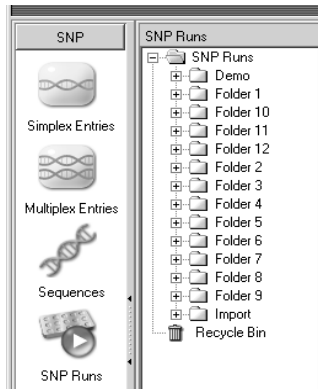 SNP
Simplex Entries
Multiplex Entries
Sequences
SNP Runs
SNP Runs
SNP Runs
Demo
Folder 1
Folder 10
Folder 11
Folder 12
Folder 2
Folder 3
Folder 4
Folder 5
Folder 6
Folder 7
Folder 8
Folder 9
Import
Recycle Bin